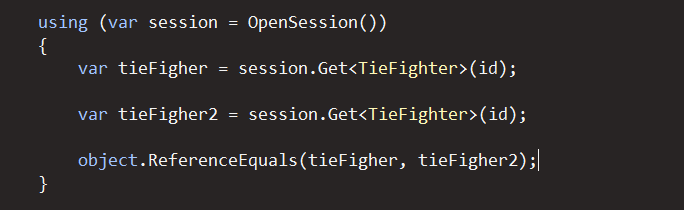 using (var session = OpenSession())
{
    var tieFigher = session.Get<TieFighter>(id);
    var tieFigher2 = session.Get<TieFighter>(id);
    object.ReferenceEquals(tieFigher, tieFigher2);
}